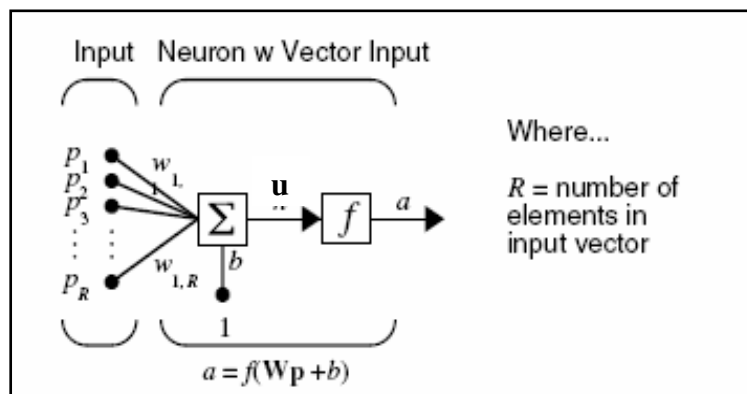 Input
Neuron w Vector Input
p1
p2
p3
pR
w1,
1
w1,R
Σ
u
f
a
b
1
a = f(Wp +b)
Where...
R = number of
elements in
input vector